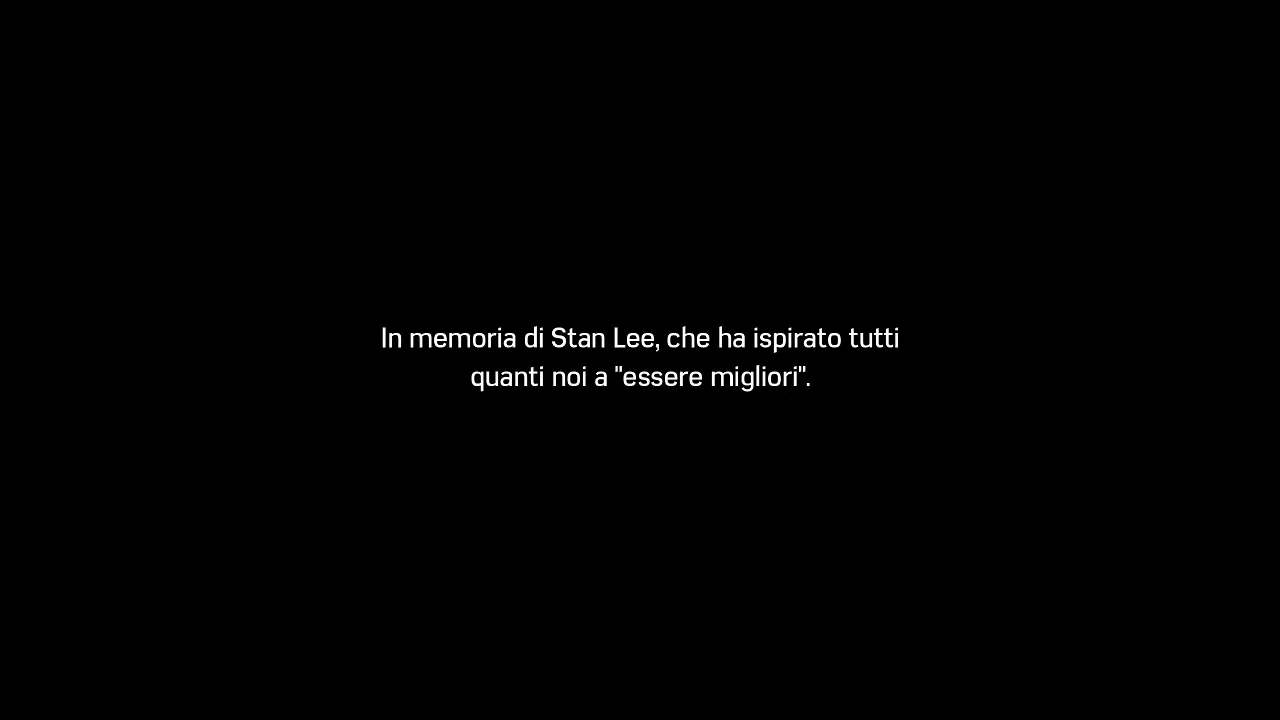 In memoria di Stan Lee, che ha ispirato tutti
quanti noi a "essere migliori".